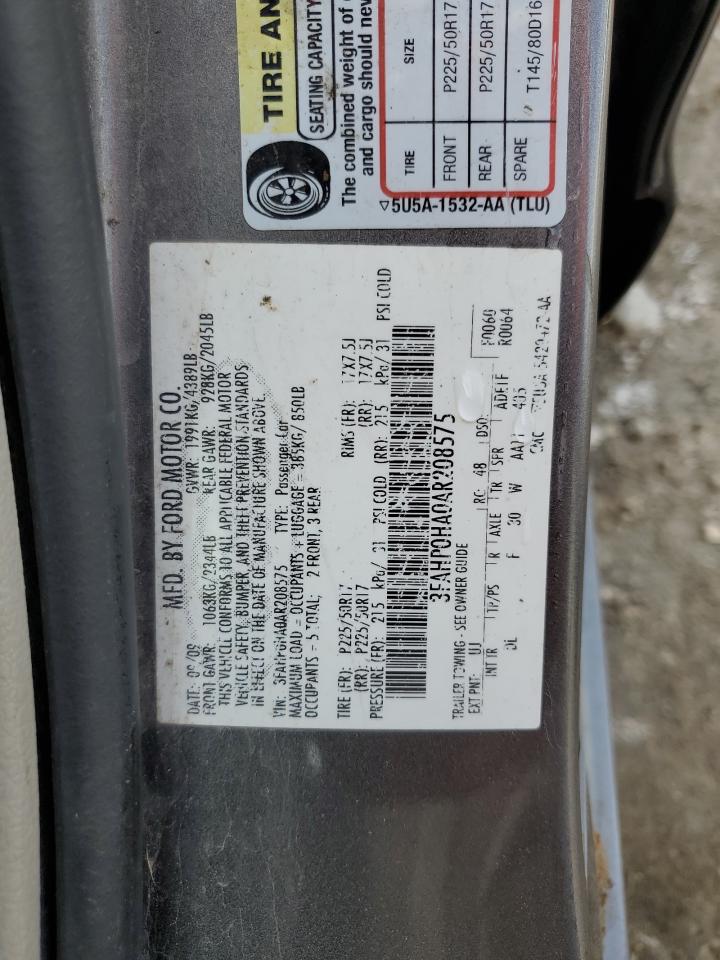 TIRE AN
SEATING CAPACITY
The combined weight of
and cargo should nev
TIRE SIZE
FRONT P225/50R17
REAR P225/50R17
SPARE T145/80D16
▽5U5A-1532-AA (TLU)
MFD. BY FORD MOTOR CO.
DATE: GVWR: 1991KG/4389LB
FRONT GAWR: 1063KG/2344LB REAR GAWR: 928KG/2045LB
THIS VEHICLE CONFORMS TO ALL APPLICABLE FEDERAL MOTOR
VEHICLE SAFETY, BUMPER, AND THEFT PREVENTION STANDARDS
IN EFFECT ON THE DATE OF MANUFACTURE SHOWN ABOVE.
VIN: 3FAHP0HA0AR208575 TYPE: Passenger Car
MAXIMUM LOAD = OCCUPANTS + LUGGAGE = 385KG/ 850LB
OCCUPANTS = 5 TOTAL: 2 FRONT, 3 REAR
TIRE (FR): P225/50R17 RIMS (FR): 17X7.5J
(RR): P225/50R17 (RR): 17X7.5J
PRESSURE (FR): 215 kPa/ 31 PSI COLD (RR): 215 kPa/ 31 PSI COLD
3FAHP0HA0AR208575
TRAILER TOWING - SEE OWNER GUIDE
EXT PNT: UJ RC: 48 DSO: F0060
R0064
INT TR TP/PS R AXLE TR SPR
F 30 W